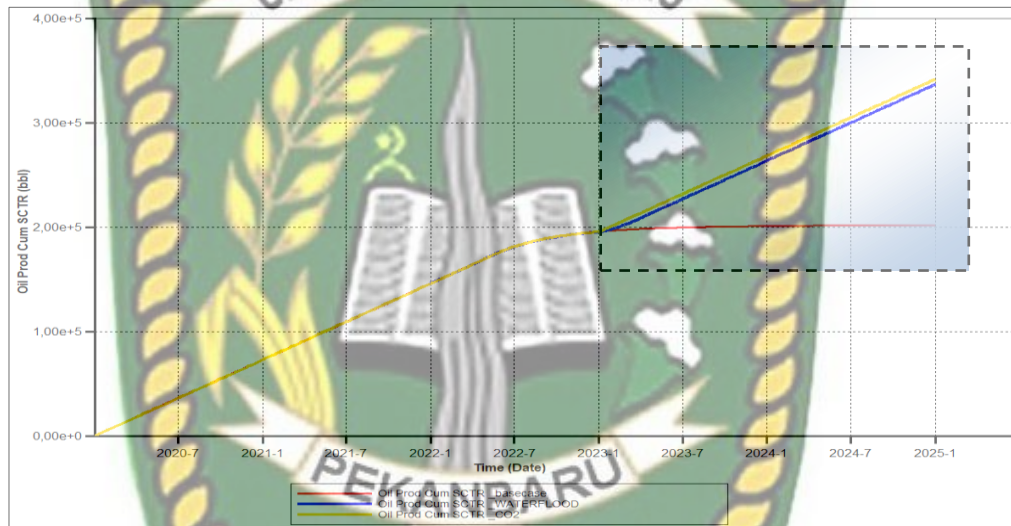 4,00e+5
3,00e+5
2,00e+5
1,00e+5
0,00e+0
Oil Prod Cum SCTR (bbl)
2020-7 2021-1 2021-7 2022-1 2022-7 2023-1 2023-7 2024-1 2024-7 2025-1
Time (Date)
PEKANBARU
Oil Prod Cum SCTR _basecase
Oil Prod Cum SCTR _WATERFLOOD
Oil Prod Cum SCTR _CO2